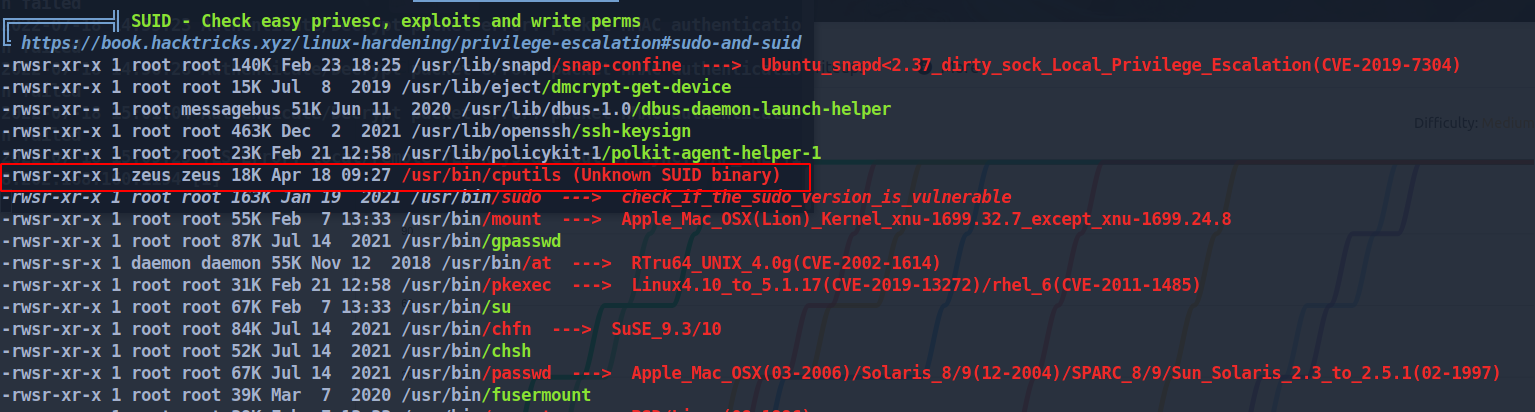 SUID - Check easy privesc, exploits and write perms
https://book.hacktricks.xyz/linux-hardening/privilege-escalation#sudo-and-suid
-rwsr-xr-x 1 root root 140K Feb 23 18:25 /usr/lib/snapd/snap-confine ---> Ubuntu_snapd<2.37_dirty_sock_Local_Privilege_Escalation(CVE-2019-7304)
-rwsr-xr-x 1 root root 15K Jul 8 2019 /usr/lib/eject/dmcrypt-get-device
-rwsr-xr-- 1 root messagebus 51K Jun 11 2020 /usr/lib/dbus-1.0/dbus-daemon-launch-helper
-rwsr-xr-x 1 root root 463K Dec 2 2021 /usr/lib/openssh/ssh-keysign
-rwsr-xr-x 1 root root 23K Feb 21 12:58 /usr/lib/policykit-1/polkit-agent-helper-1
-rwsr-xr-x 1 zeus zeus 18K Apr 18 09:27 /usr/bin/cputils (Unknown SUID binary)
-rwsr-xr-x 1 root root 163K Jan 19 2021 /usr/bin/sudo ---> check_if_the_sudo_version_is_vulnerable
-rwsr-xr-x 1 root root 55K Feb 7 13:33 /usr/bin/mount ---> Apple_Mac_OSX(Lion)_Kernel_xnu-1699.32.7_except_xnu-1699.24.8
-rwsr-xr-x 1 root root 87K Jul 14 2021 /usr/bin/gpasswd
-rwsr-sr-x 1 daemon daemon 55K Nov 12 2018 /usr/bin/at ---> RTru64_UNIX_4.0g(CVE-2002-1614)
-rwsr-xr-x 1 root root 31K Feb 21 12:58 /usr/bin/pkexec ---> Linux4.10_to_5.1.17(CVE-2019-13272)/rhel_6(CVE-2011-1485)
-rwsr-xr-x 1 root root 67K Feb 7 13:33 /usr/bin/su
-rwsr-xr-x 1 root root 84K Jul 14 2021 /usr/bin/chfn ---> SuSE_9.3/10
-rwsr-xr-x 1 root root 52K Jul 14 2021 /usr/bin/chsh
-rwsr-xr-x 1 root root 67K Jul 14 2021 /usr/bin/passwd ---> Apple_Mac_OSX(03-2006)/Solaris_8/9(12-2004)/SPARC_8/9/Sun_Solaris_2.3_to_2.5.1(02-1997)
-rwsr-xr-x 1 root root 39K Mar 7 2020 /usr/bin/fusermount
Difficulty: